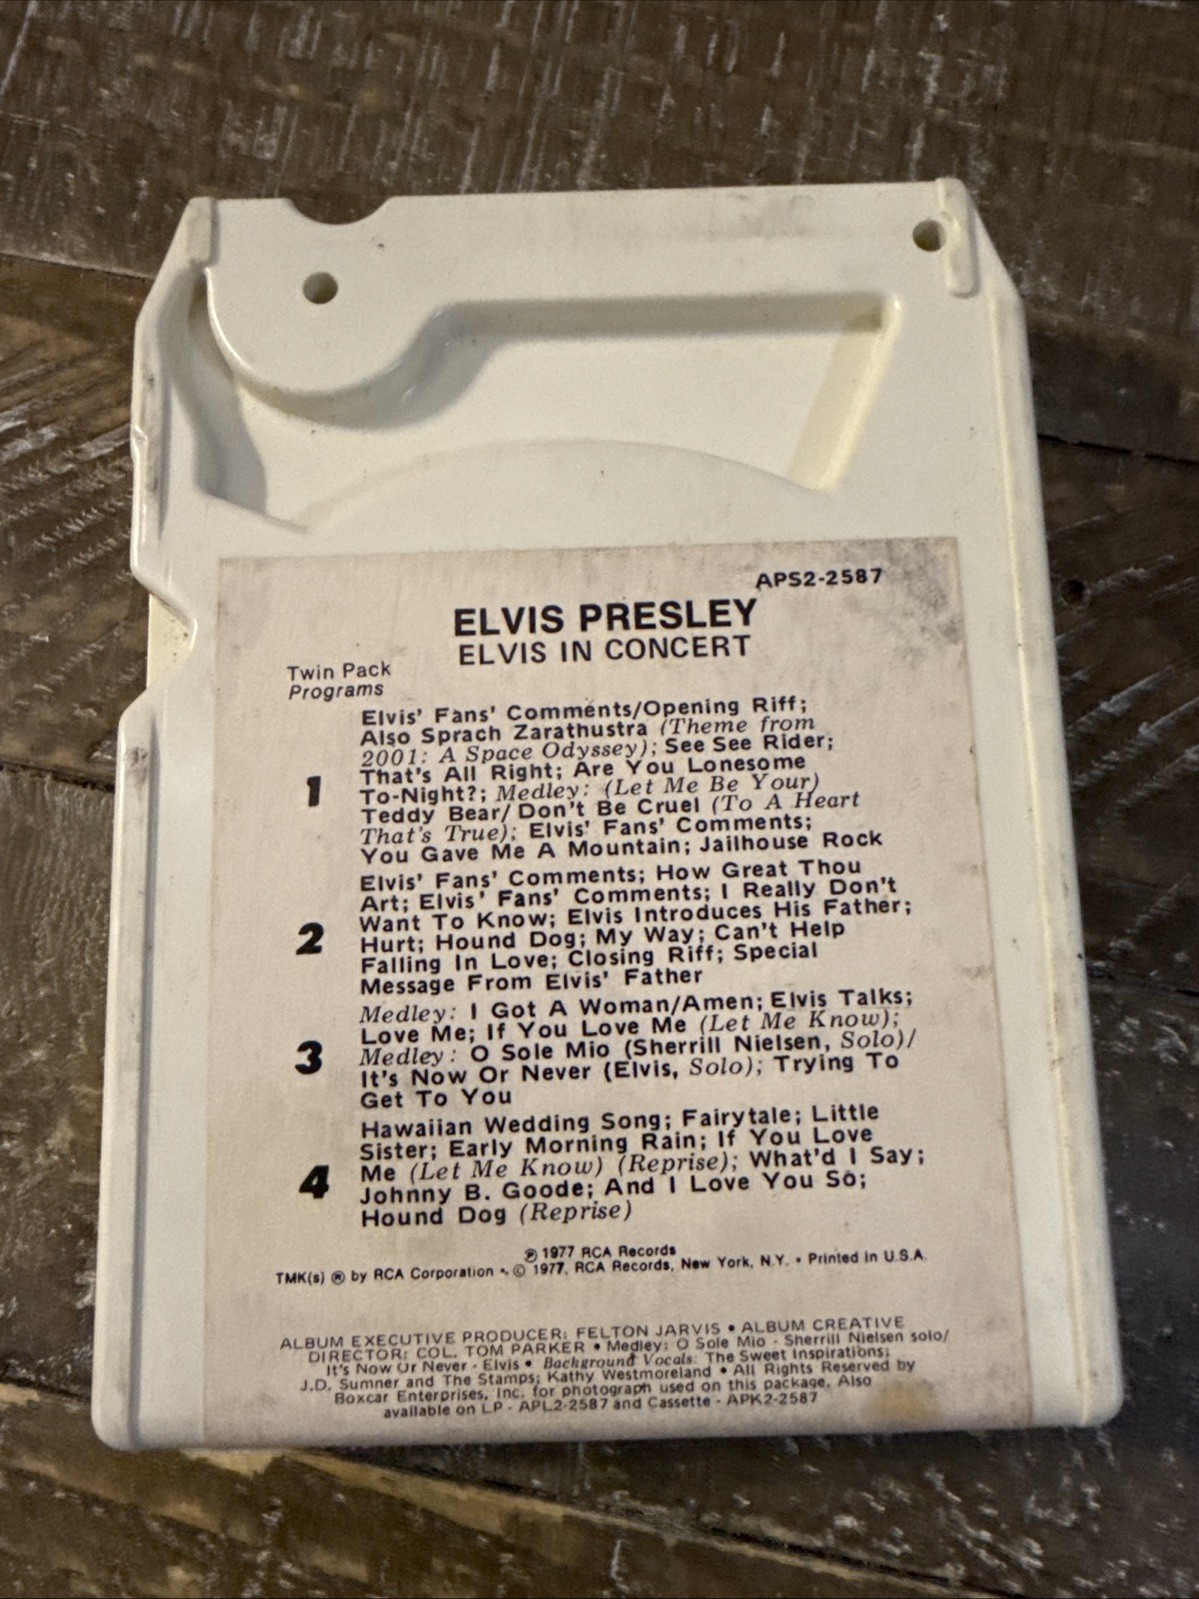 APS2-2587
ELVIS PRESLEY
ELVIS IN CONCERT
Twin Pack
Programs
1
Elvis' Fans' Comments/Opening Riff;
Also Sprach Zarathustra (Theme from
2001: A Space Odyssey); See See Rider;
That's All Right; Are You Lonesome
To-Night?; Medley: (Let Me Be Your)
Teddy Bear/Don't Be Cruel (To A Heart
That's True); Elvis' Fans' Comments;
You Gave Me A Mountain; Jailhouse Rock
2
Elvis' Fans' Comments; How Great Thou
Art; Elvis' Fans' Comments; I Really Don't
Want To Know; Elvis Introduces His Father;
Hurt; Hound Dog; My Way; Can't Help
Falling In Love; Closing Riff; Special
Message From Elvis' Father
3
Medley: I Got A Woman/Amen; Elvis Talks;
Love Me; If You Love Me (Let Me Know);
Medley: O Sole Mio (Sherrill Nielsen, Solo)/
It's Now Or Never (Elvis, Solo); Trying To
Get To You
4
Hawaiian Wedding Song; Fairytale; Little
Sister; Early Morning Rain; If You Love
Me (Let Me Know) (Reprise); What'd I Say;
Johnny B. Goode; And I Love You So;
Hound Dog (Reprise)
℗ 1977 RCA Records
TMK(s) ® by RCA Corporation • © 1977, RCA Records, New York, N.Y. • Printed in U.S.A.
ALBUM EXECUTIVE PRODUCER: FELTON JARVIS • ALBUM CREATIVE
DIRECTOR: COL. TOM PARKER • Medley: O Sole Mio - Sherrill Nielsen solo/
It's Now Or Never - Elvis • Background Vocals: The Sweet Inspirations;
J.D. Sumner and The Stamps; Kathy Westmoreland • All Rights Reserved by
Boxcar Enterprises, Inc. for photograph used on this package. Also
available on LP - APL2-2587 and Cassette - APK2-2587